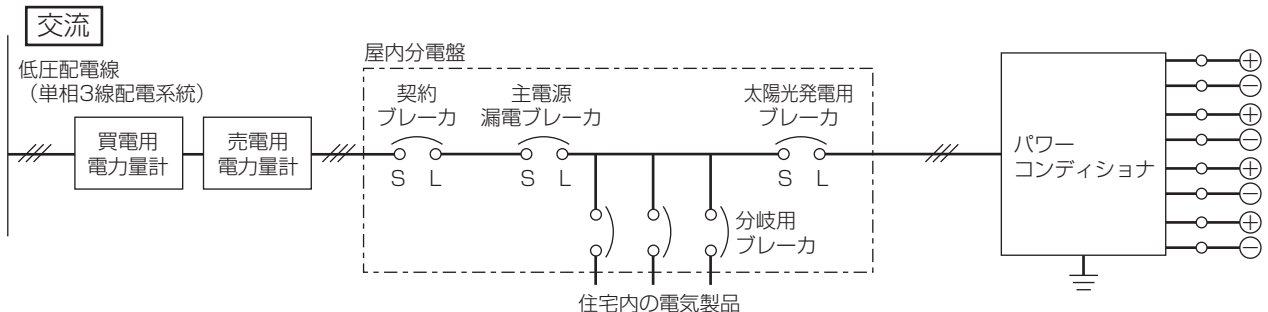 交流
低圧配電線
（単相3線配電系統）
買電用
電力量計
売電用
電力量計
屋内分電盤
契約
ブレーカ
S L
主電源
漏電ブレーカ
S L
太陽光発電用
ブレーカ
S L
分岐用
ブレーカ
住宅内の電気製品
パワー
コンディショナ
+
−
+
−
+
−
+
−